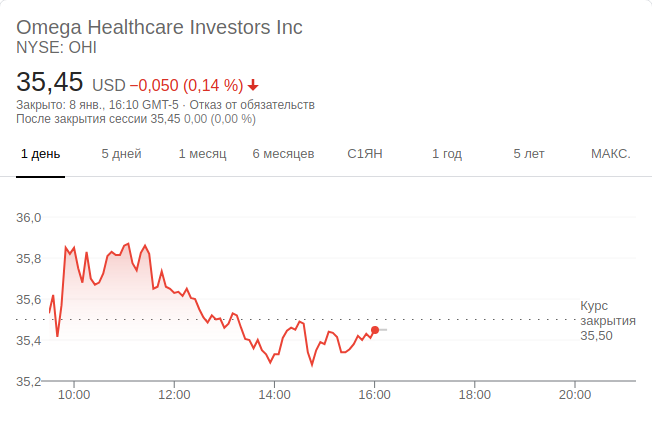 Omega Healthcare Investors Inc
NYSE: OHI
35,45 USD −0,050 (0,14 %)
Закрыто: 8 янв., 16:10 GMT-5 · Отказ от обязательств
После закрытия сессии 35,45 0,00 (0,00 %)
1 день 5 дней 1 месяц 6 месяцев С1ЯН 1 год 5 лет МАКС.
36,0
35,8
35,6
35,4
35,2
Курс
закрытия
35,50
10:00 12:00 14:00 16:00 18:00 20:00